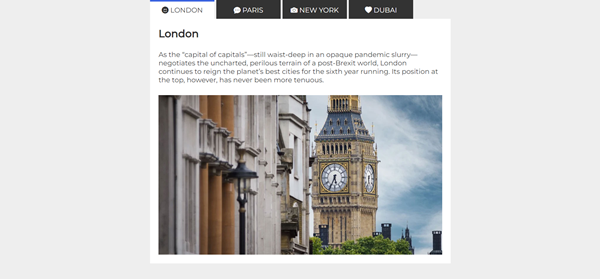 LONDON
PARIS
NEW YORK
DUBAI
London
As the "capital of capitals"—still waist-deep in an opaque pandemic slurry—
negotiates the uncharted, perilous terrain of a post-Brexit world, London
continues to reign the planet's best cities for the sixth year running. Its position at
the top, however, has never been more tenuous.